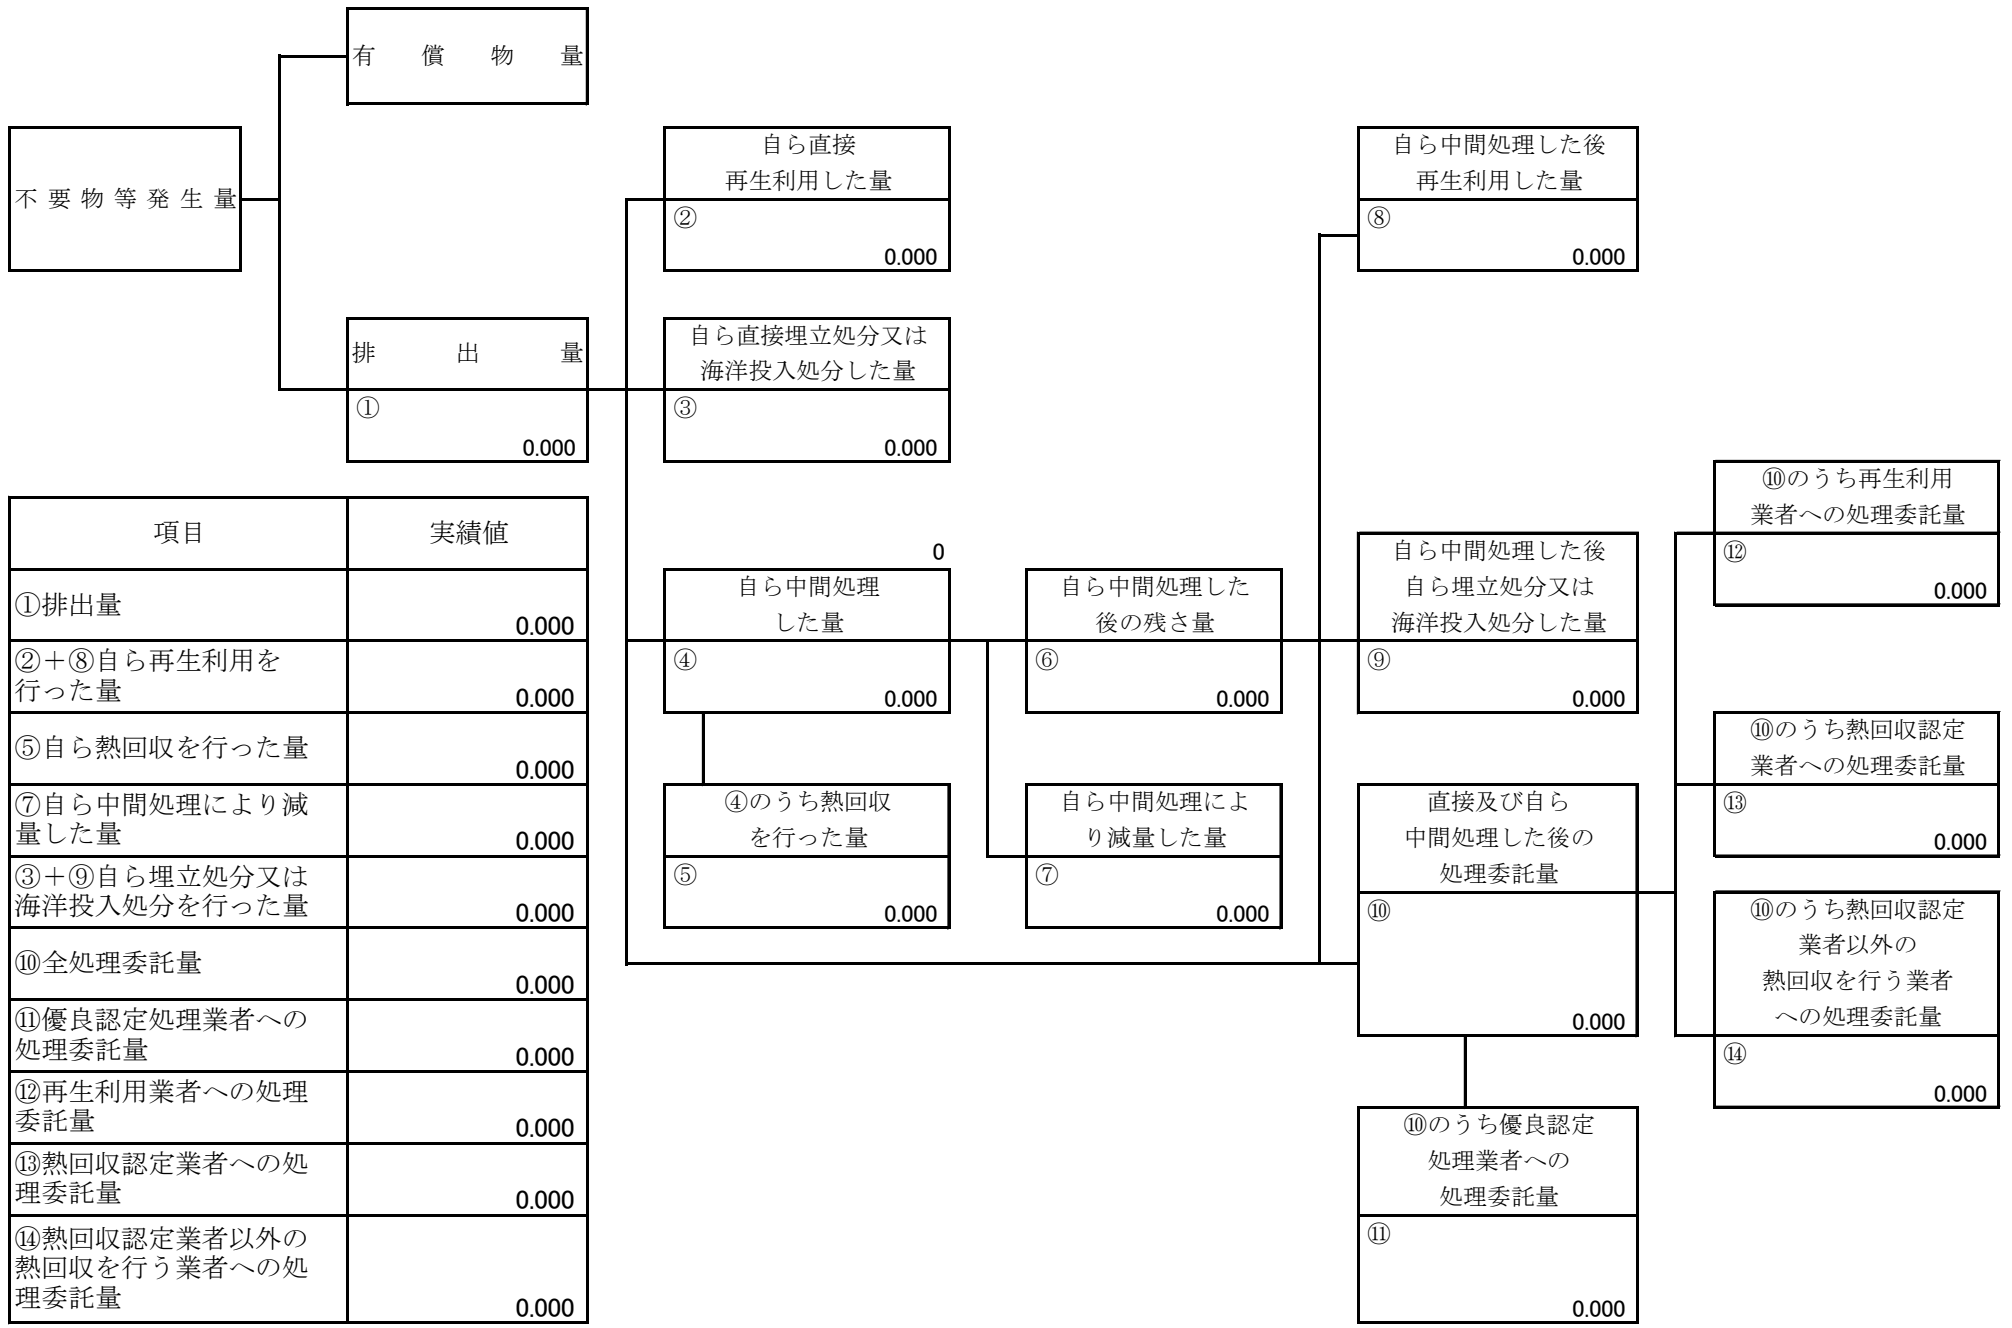 有償物量
不要物等発生量
排出量
①
0.000
自ら直接
再生利用した量
②
0.000
自ら直接埋立処分又は
海洋投入処分した量
③
0.000
0
自ら中間処理
した量
④
0.000
④のうち熱回収
を行った量
⑤
0.000
自ら中間処理した
後の残さ量
⑥
0.000
自ら中間処理によ
り減量した量
⑦
0.000
自ら中間処理した後
再生利用した量
⑧
0.000
自ら中間処理した後
自ら埋立処分又は
海洋投入処分した量
⑨
0.000
直接及び自ら
中間処理した後の
処理委託量
⑩
0.000
⑩のうち優良認定
処理業者への
処理委託量
⑪
0.000
⑩のうち再生利用
業者への処理委託量
⑫
0.000
⑩のうち熱回収認定
業者への処理委託量
⑬
0.000
⑩のうち熱回収認定
業者以外の
熱回収を行う業者
への処理委託量
⑭
0.000
項目
実績値
①排出量
0.000
②＋⑧自ら再生利用を
行った量
0.000
⑤自ら熱回収を行った量
0.000
⑦自ら中間処理により減
量した量
0.000
③＋⑨自ら埋立処分又は
海洋投入処分を行った量
0.000
⑩全処理委託量
0.000
⑪優良認定処理業者への
処理委託量
0.000
⑫再生利用業者への処理
委託量
0.000
⑬熱回収認定業者への処
理委託量
0.000
⑭熱回収認定業者以外の
熱回収を行う業者への処
理委託量
0.000